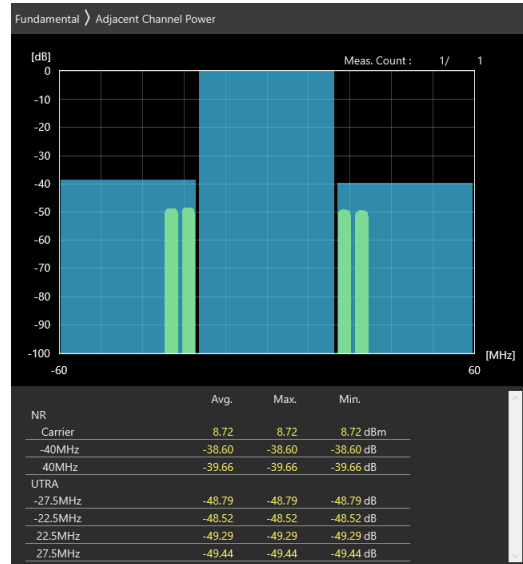 Fundamental 〉 Adjacent Channel Power
[dB]
Meas. Count : 1/ 1
0
-10
-20
-30
-40
-50
-60
-70
-80
-90
-100
[MHz]
-60 60
Avg. Max. Min.
NR
Carrier 8.72 8.72 8.72 dBm
-40MHz -38.60 -38.60 -38.60 dB
40MHz -39.66 -39.66 -39.66 dB
UTRA
-27.5MHz -48.79 -48.79 -48.79 dB
-22.5MHz -48.52 -48.52 -48.52 dB
22.5MHz -49.29 -49.29 -49.29 dB
27.5MHz -49.44 -49.44 -49.44 dB